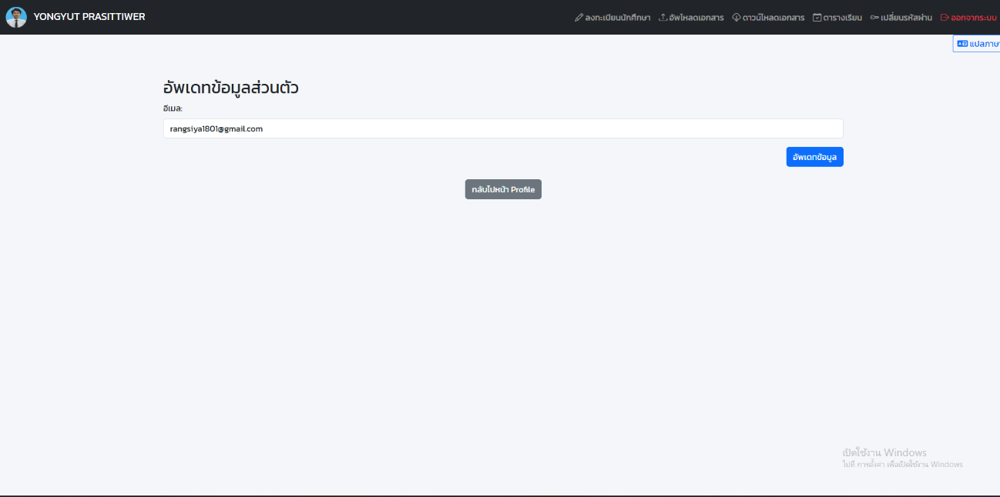 YONGYUT PRASITTIWER ลงทะเบียนนักศึกษา อัพโหลดเอกสาร ดาวน์โหลดเอกสาร ตารางเรียน เปลี่ยนรหัสผ่าน ออกจากระบบ
แปลภาษา
อัพเดทข้อมูลส่วนตัว
อีเมล:
rangsiya1801@gmail.com
อัพเดทข้อมูล
กลับไปหน้า Profile
เปิดใช้งาน Windows
ไปที่ การตั้งค่า เพื่อเปิดใช้งาน Windows